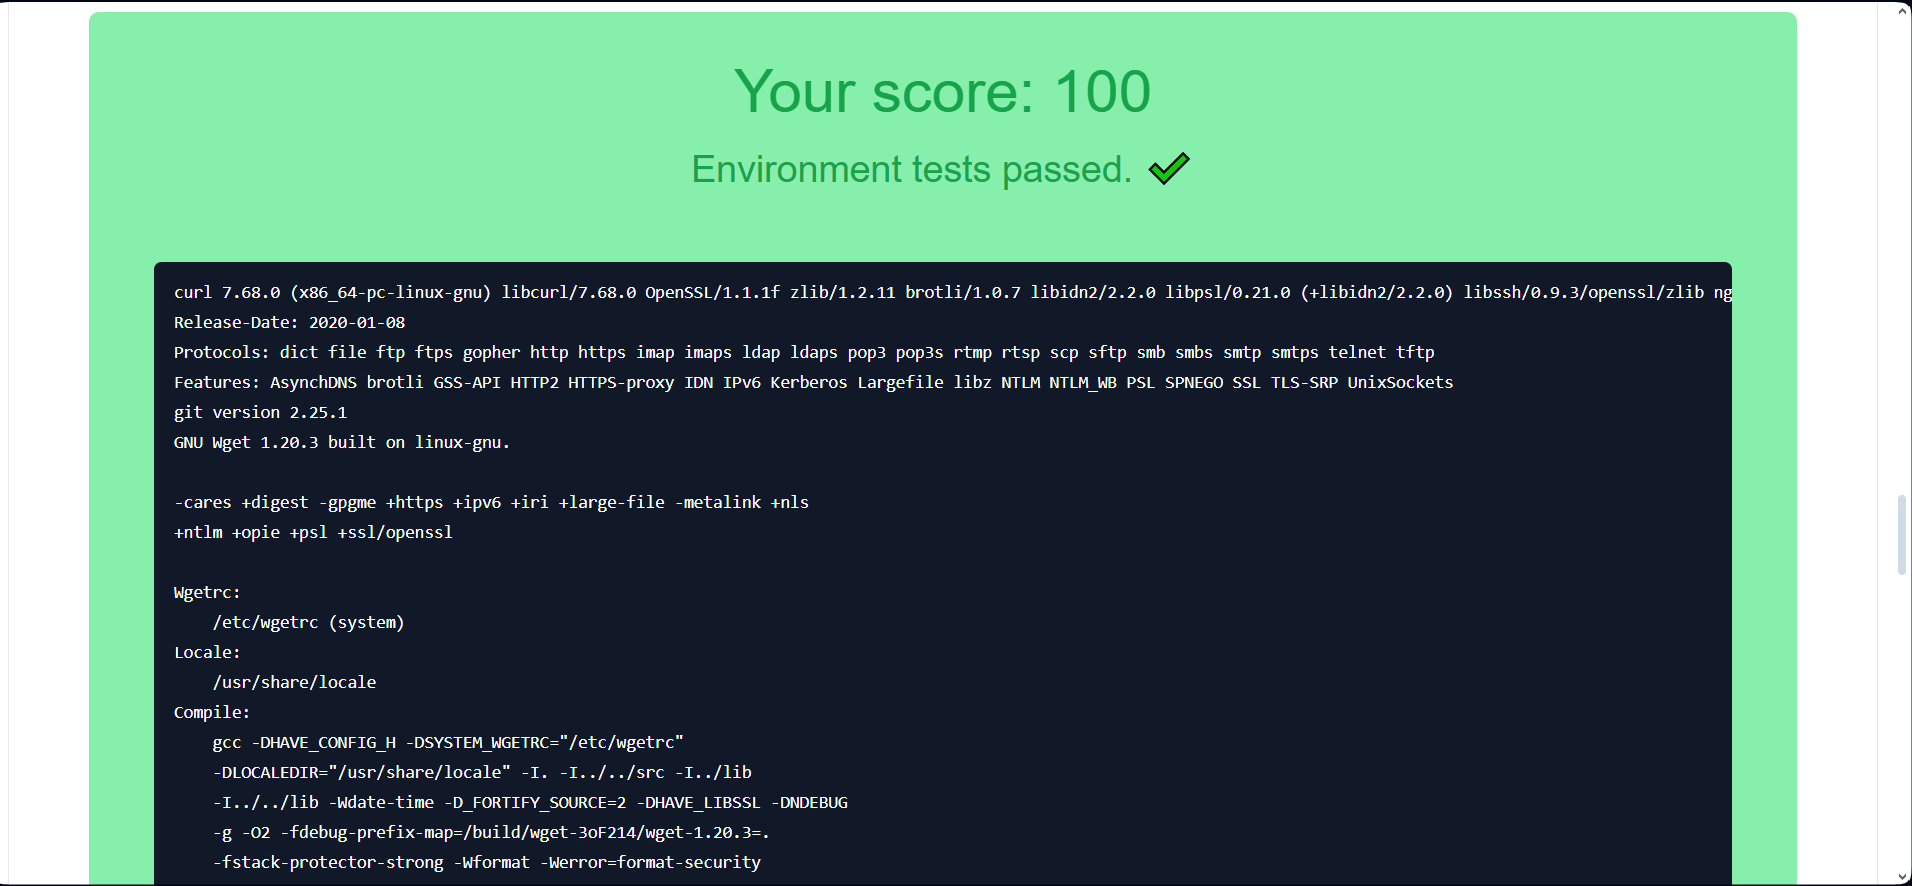 Your score: 100
Environment tests passed.
curl 7.68.0 (x86_64-pc-linux-gnu) libcurl/7.68.0 OpenSSL/1.1.1f zlib/1.2.11 brotli/1.0.7 libidn2/2.2.0 libpsl/0.21.0 (+libidn2/2.2.0) libssh/0.9.3/openssl/zlib ng
Release-Date: 2020-01-08
Protocols: dict file ftp ftps gopher http https imap imaps ldap ldaps pop3 pop3s rtmp rtsp scp sftp smb smbs smtp smtps telnet tftp
Features: AsynchDNS brotli GSS-API HTTP2 HTTPS-proxy IDN IPv6 Kerberos Largefile libz NTLM NTLM_WB PSL SPNEGO SSL TLS-SRP UnixSockets
git version 2.25.1
GNU Wget 1.20.3 built on linux-gnu.
-cares +digest -gpgme +https +ipv6 +iri +large-file -metalink +nls
+ntlm +opie +psl +ssl/openssl
Wgetrc:
/etc/wgetrc (system)
Locale:
/usr/share/locale
Compile:
gcc -DHAVE_CONFIG_H -DSYSTEM_WGETRC="/etc/wgetrc"
-DLOCALEDIR="/usr/share/locale" -I. -I../../src -I../lib
-I../../lib -Wdate-time -D_FORTIFY_SOURCE=2 -DHAVE_LIBSSL -DNDEBUG
-g -O2 -fdebug-prefix-map=/build/wget-3oF214/wget-1.20.3=.
-fstack-protector-strong -Wformat -Werror=format-security